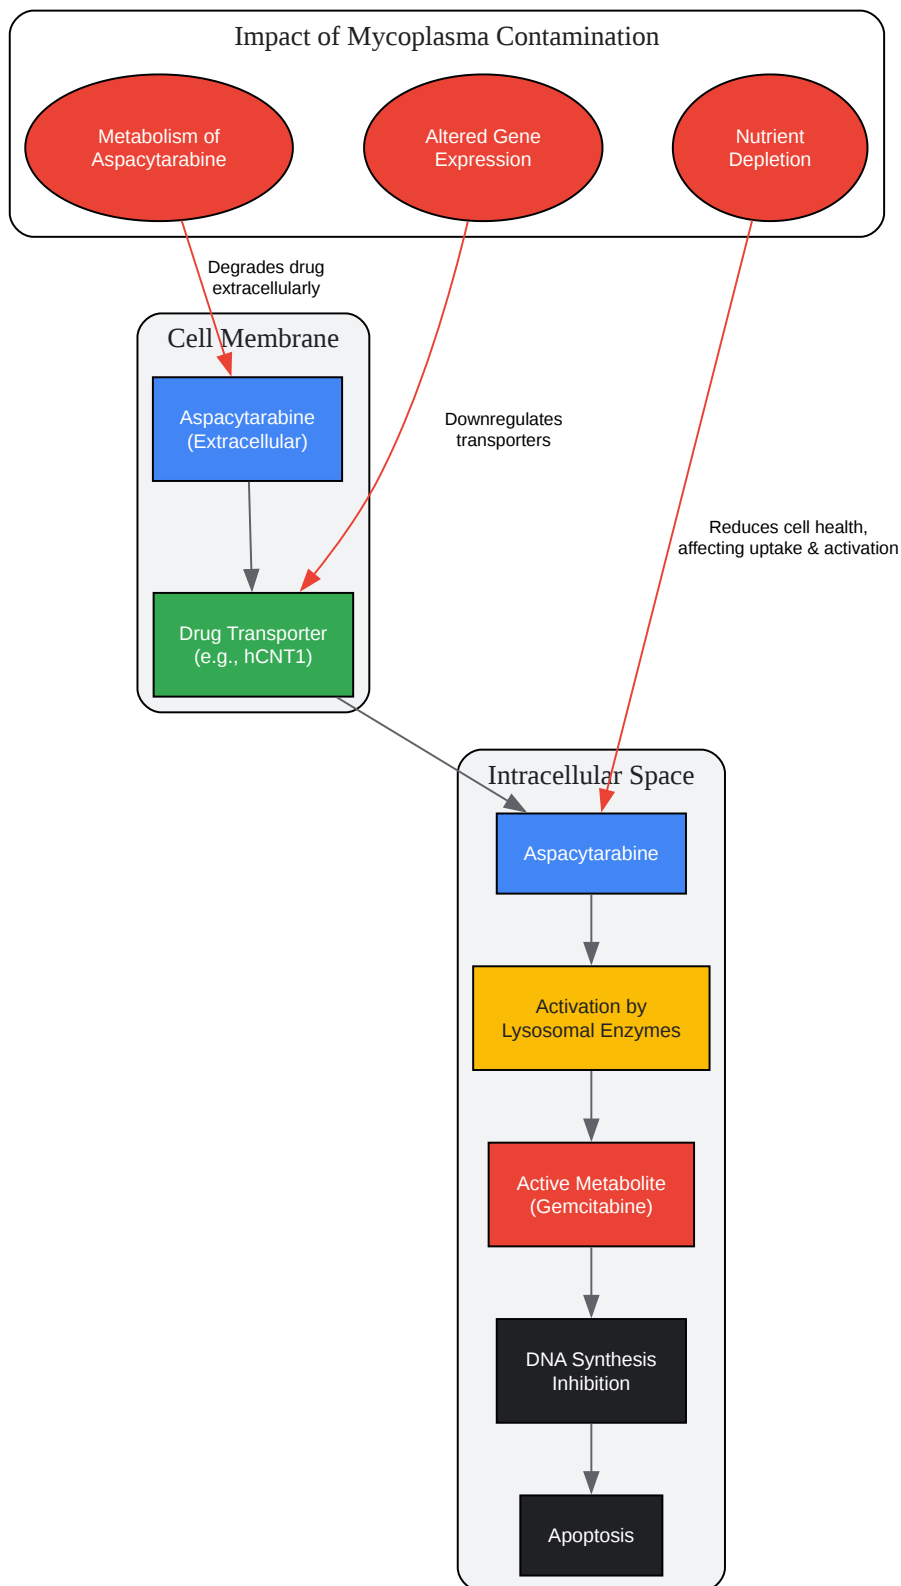 Impact of Mycoplasma Contamination
Metabolism of
Aspacytarabine
Altered Gene
Expression
Nutrient
Depletion
Degrades drug
extracellularly
Cell Membrane
Aspacytarabine
(Extracellular)
Downregulates
transporters
Reduces cell health,
affecting uptake & activation
Drug Transporter
(e.g., hCNT1)
Intracellular Space
Aspacytarabine
Activation by
Lysosomal Enzymes
Active Metabolite
(Gemcitabine)
DNA Synthesis
Inhibition
Apoptosis